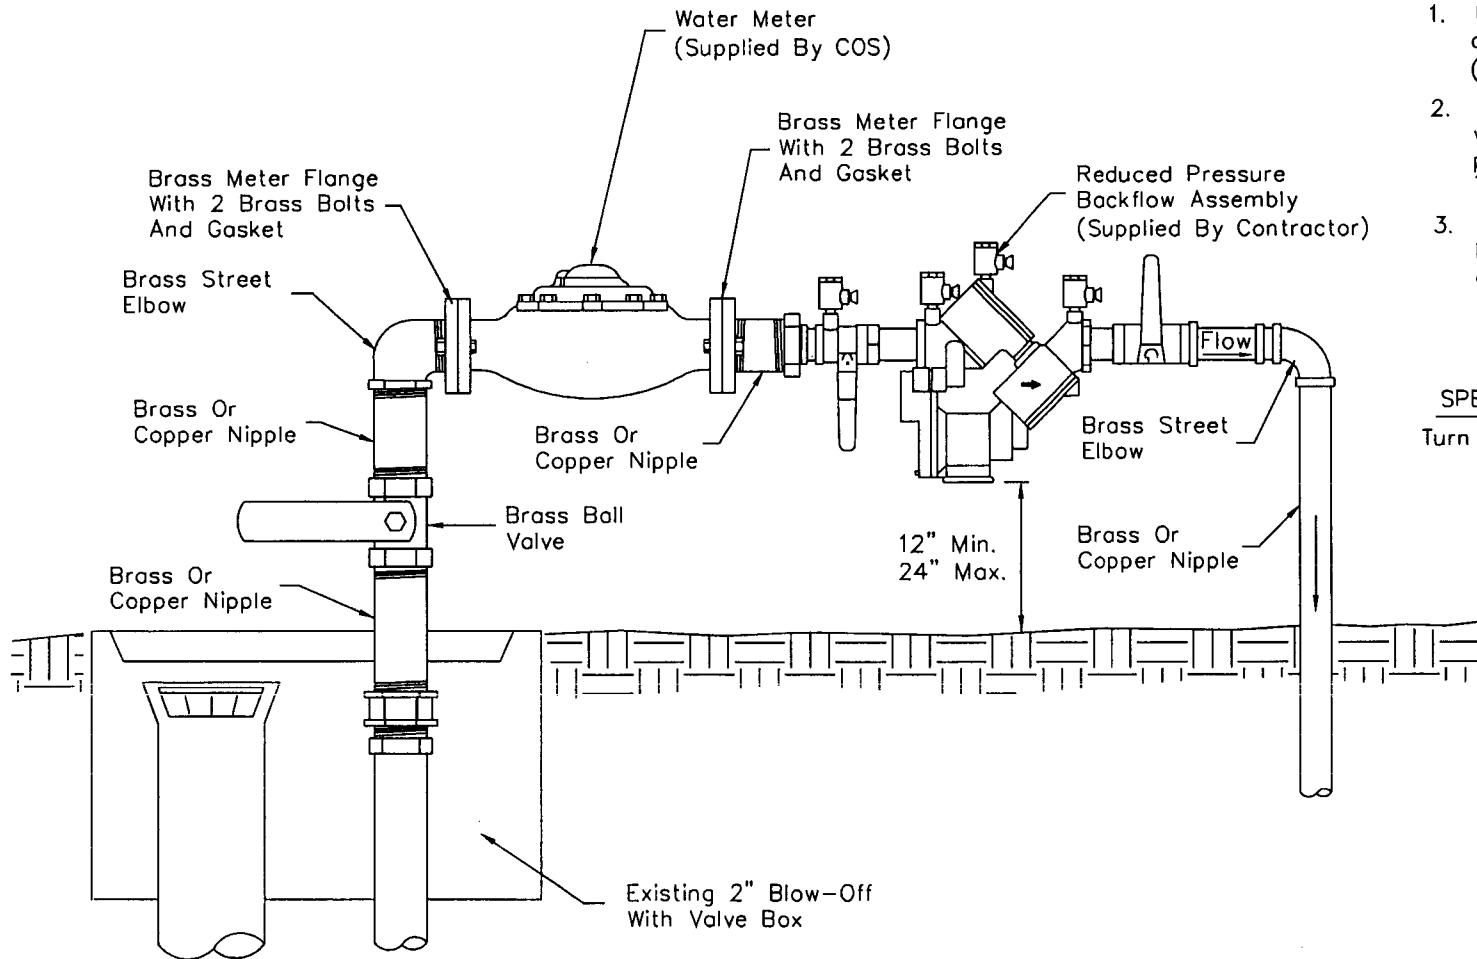 Water Meter
(Supplied By COS)
Brass Meter Flange
With 2 Brass Bolts
And Gasket
Brass Meter Flange
With 2 Brass Bolts
And Gasket
Reduced Pressure
Backflow Assembly
(Supplied By Contractor)
Brass Street
Elbow
Flow
Brass Or
Copper Nipple
Brass Or
Copper Nipple
Brass Street
Elbow
Brass Ball
Valve
12" Min.
24" Max.
Brass Or
Copper Nipple
Brass Or
Copper Nipple
Existing 2" Blow-Off
With Valve Box
1.
2.
3.
Turn